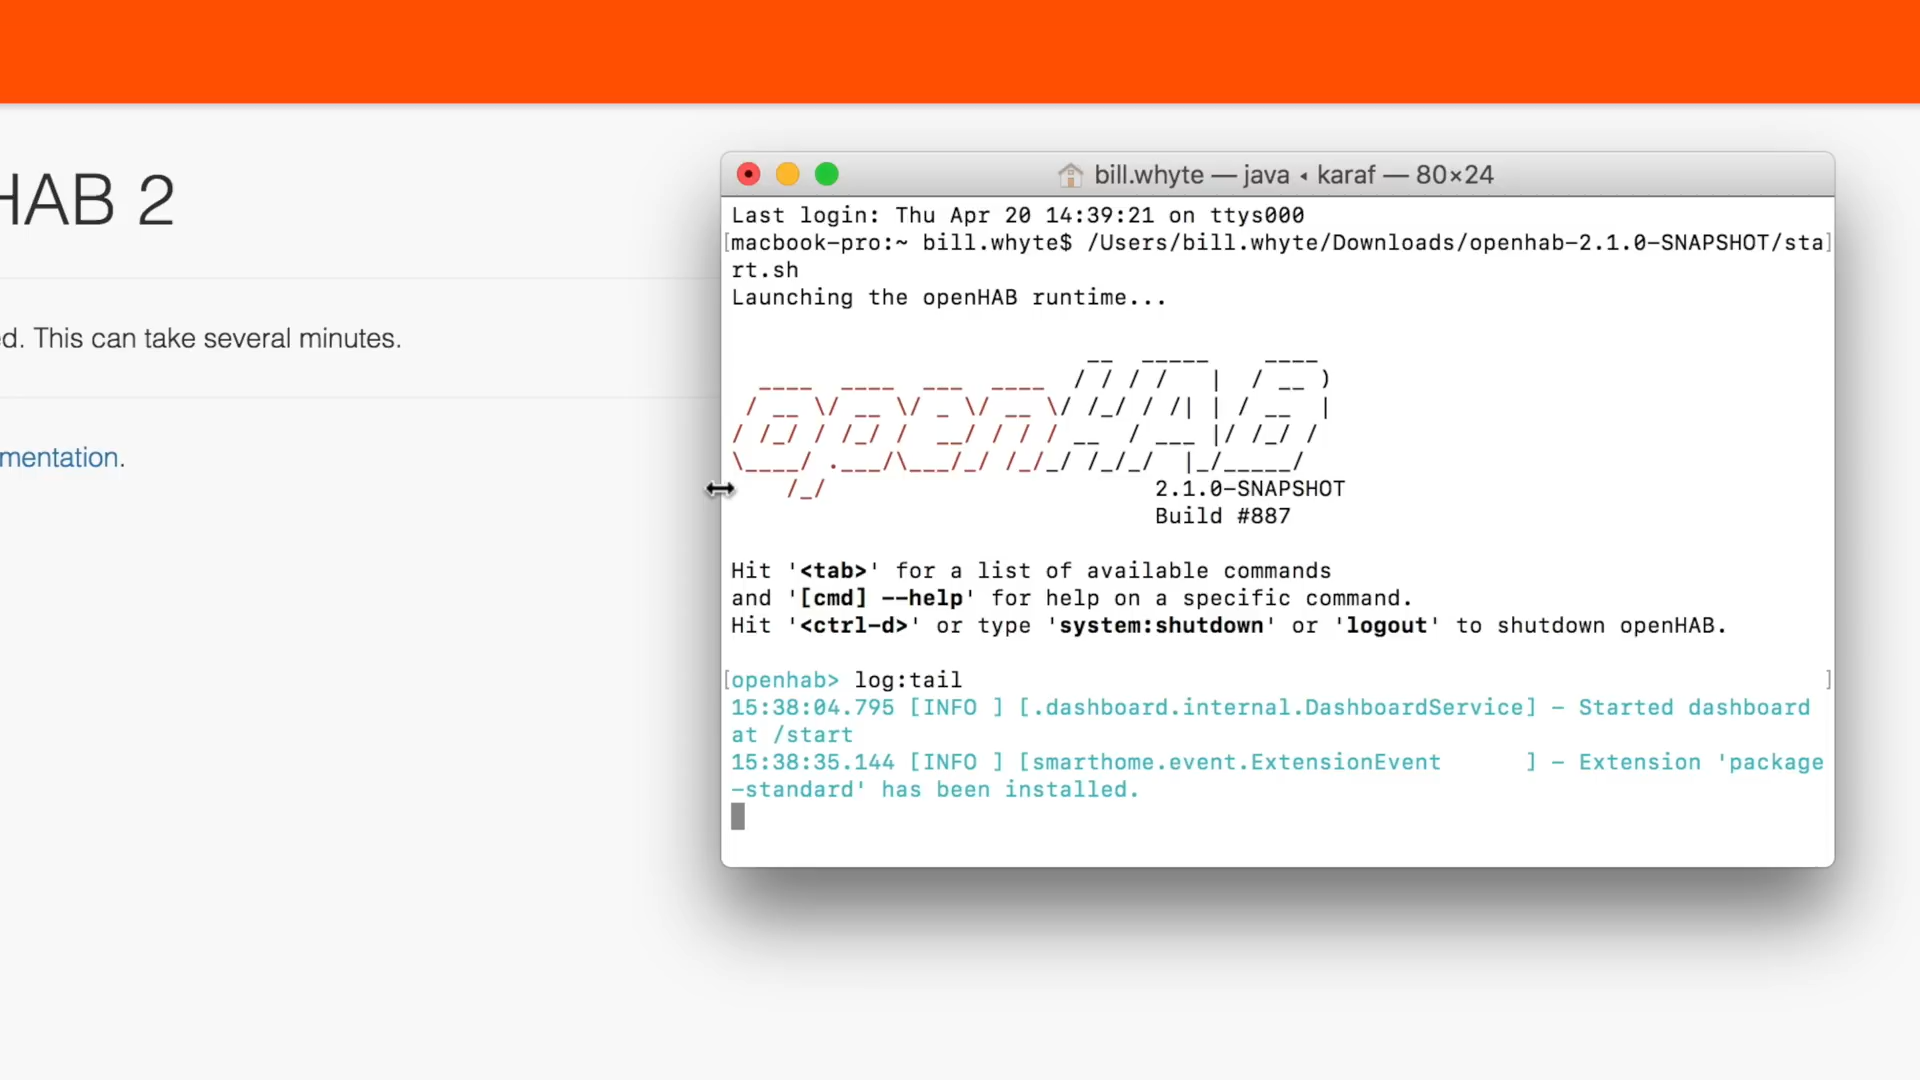 HAB 2
d. This can take several minutes.
mentation.
bill.whyte — java ◂ karaf — 80×24
Last login: Thu Apr 20 14:39:21 on ttys000
[macbook-pro:~ bill.whyte$ /Users/bill.whyte/Downloads/openhab-2.1.0-SNAPSHOT/sta]
rt.sh
Launching the openHAB runtime...
openHAB
2.1.0-SNAPSHOT
Build #887
Hit '<tab>' for a list of available commands
and '[cmd] --help' for help on a specific command.
Hit '<ctrl-d>' or type 'system:shutdown' or 'logout' to shutdown openHAB.
[openhab> log:tail ]
15:38:04.795 [INFO ] [.dashboard.internal.DashboardService] - Started dashboard
at /start
15:38:35.144 [INFO ] [smarthome.event.ExtensionEvent      ] - Extension 'package
-standard' has been installed.